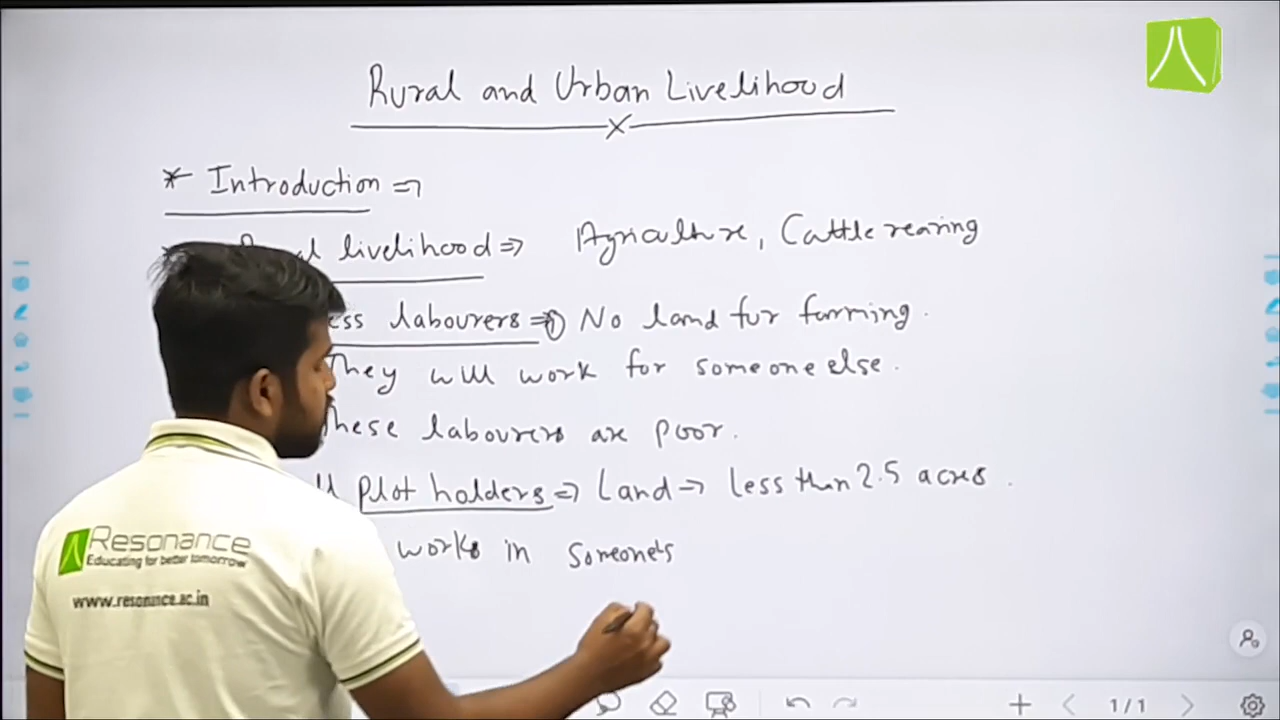 Rural and Urban Livelihood
* Introduction ⇒
livelihood ⇒ Agriculture, Cattle rearing
labourers ⇒ ① No land for farming.
They will work for someone else.
These labourers are poor.
plot holders ⇒ Land → less than 2.5 acres.
works in someone's
Resonance
Educating for better tomorrow
www.resonance.ac.in
1/1